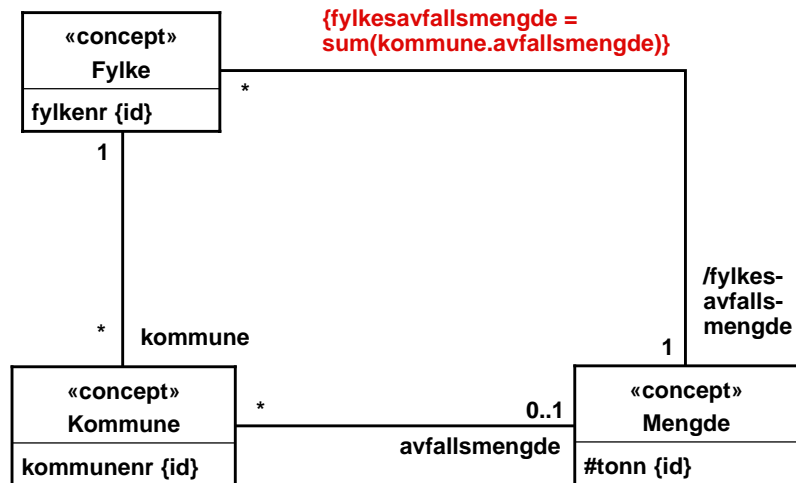 {fylkesavfallsmengde =
sum(kommune.avfallsmengde)}
«concept»
Fylke
fylkenr {id}
*
1
/fylkes-
avfalls-
mengde
1
*
kommune
«concept»
Kommune
kommunenr {id}
*
0..1
avfallsmengde
«concept»
Mengde
#tonn {id}